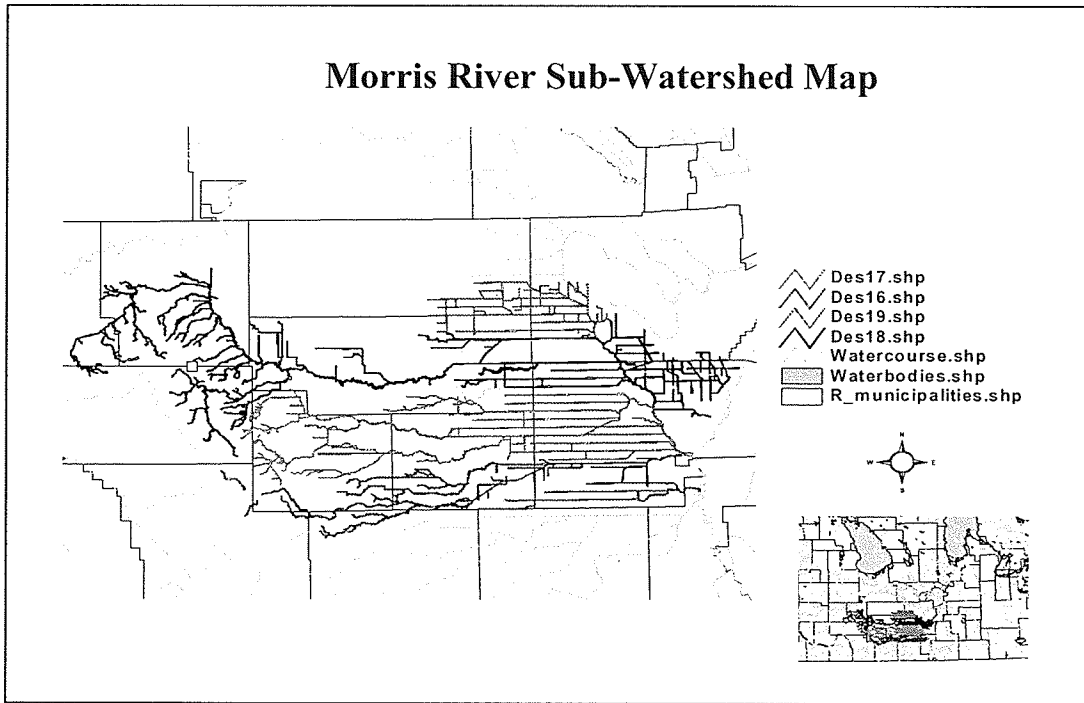 Morris River Sub-Watershed Map
Des17.shp
Des16.shp
Des19.shp
Des18.shp
Watercourse.shp
Waterbodies.shp
R_municipalities.shp
N
W E
S